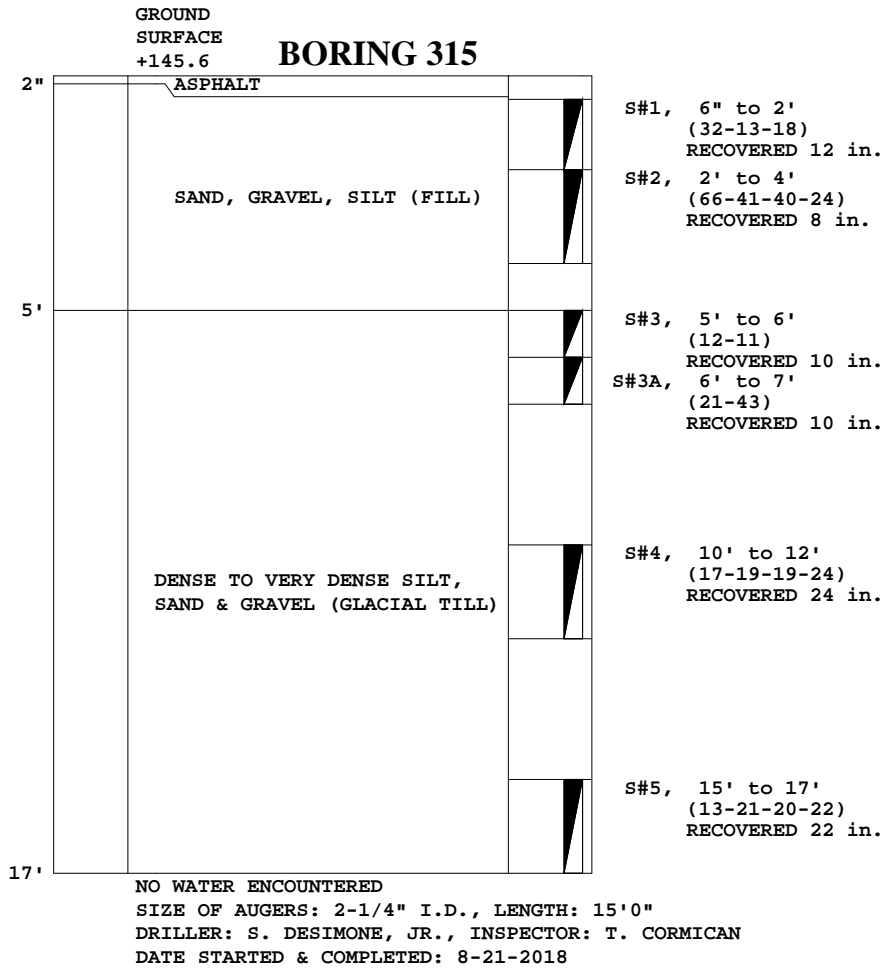 GROUND
SURFACE
+145.6
BORING 315
2"
ASPHALT
S#1, 6" to 2'
(32-13-18)
RECOVERED 12 in.
S#2, 2' to 4'
(66-41-40-24)
RECOVERED 8 in.
SAND, GRAVEL, SILT (FILL)
5'
S#3, 5' to 6'
(12-11)
RECOVERED 10 in.
S#3A, 6' to 7'
(21-43)
RECOVERED 10 in.
S#4, 10' to 12'
(17-19-19-24)
RECOVERED 24 in.
DENSE TO VERY DENSE SILT,
SAND & GRAVEL (GLACIAL TILL)
S#5, 15' to 17'
(13-21-20-22)
RECOVERED 22 in.
17'
NO WATER ENCOUNTERED
SIZE OF AUGERS: 2-1/4" I.D., LENGTH: 15'0"
DRILLER: S. DESIMONE, JR., INSPECTOR: T. CORMICAN
DATE STARTED & COMPLETED: 8-21-2018